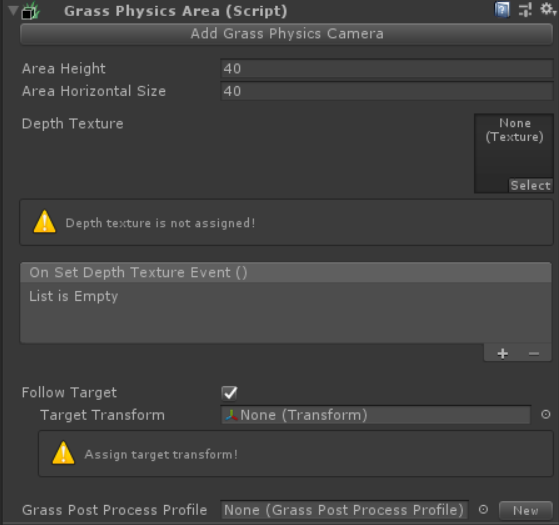 Grass Physics Area (Script)
Add Grass Physics Camera
Area Height 40
Area Horizontal Size 40
Depth Texture
None
(Texture)
Select
Depth texture is not assigned!
On Set Depth Texture Event ()
List is Empty
+ −
Follow Target
Target Transform None (Transform)
Assign target transform!
Grass Post Process Profile None (Grass Post Process Profile) New